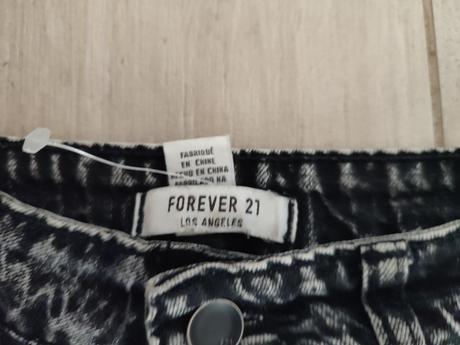 FABRIQUÉ
EN CHINE
HECHO EN CHINA
FOREVER 21
LOS ANGELES